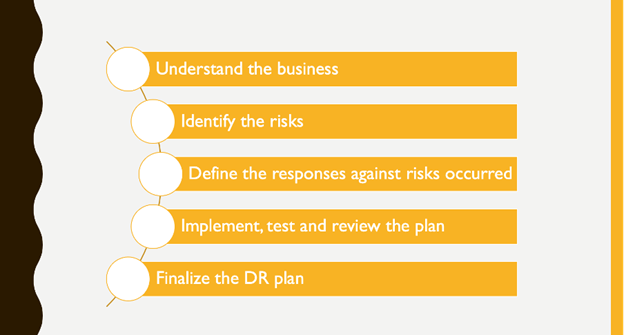 Understand the business
Identify the risks
Define the responses against risks occurred
Implement, test and review the plan
Finalize the DR plan